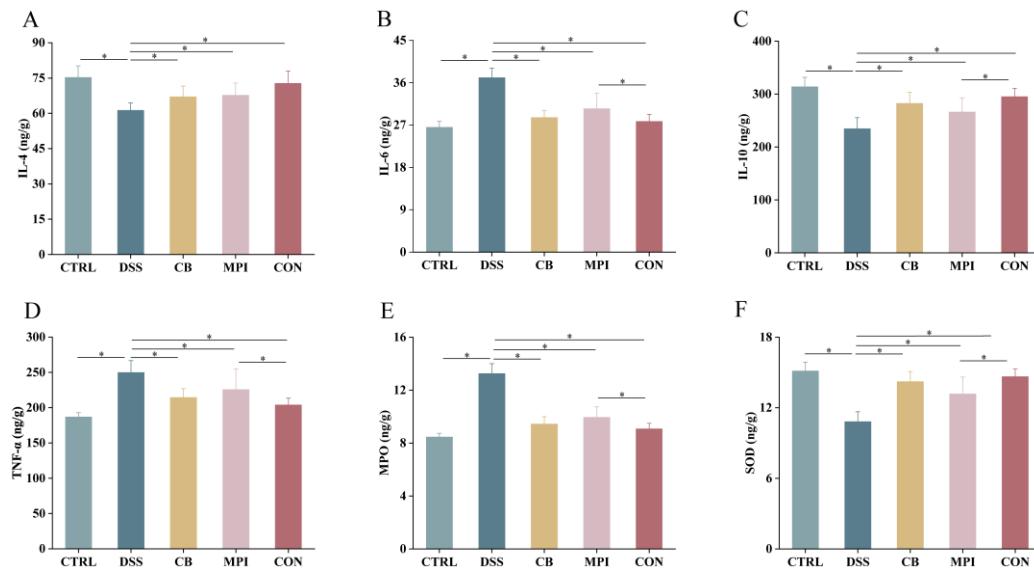 A
IL-4 (ng/g)
90
75
60
45
30
15
0
* * * * 
CTRL DSS CB MPI CON
B
IL-6 (ng/g)
45
36
27
18
9
0
* * * * *
CTRL DSS CB MPI CON
C
IL-10 (ng/g)
400
300
200
100
0
* * * * *
CTRL DSS CB MPI CON
D
TNF-α (ng/g)
300
250
200
150
100
50
0
* * * * *
CTRL DSS CB MPI CON
E
MPO (ng/g)
16
12
8
4
0
* * * * *
CTRL DSS CB MPI CON
F
SOD (ng/g)
18
12
6
0
* * * * *
CTRL DSS CB MPI CON